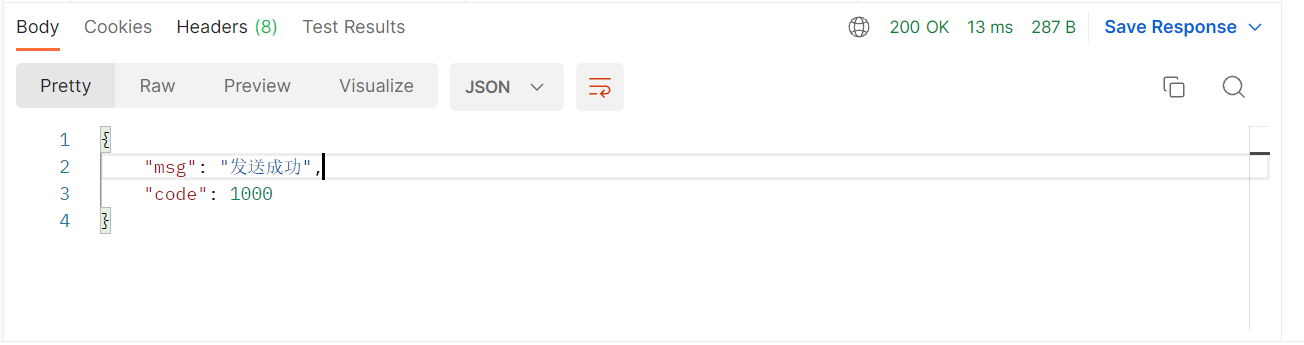 Body Cookies Headers (8) Test Results 200 OK 13 ms 287 B Save Response
Pretty Raw Preview Visualize JSON
1 {
2 "msg": "发送成功",
3 "code": 1000
4 }